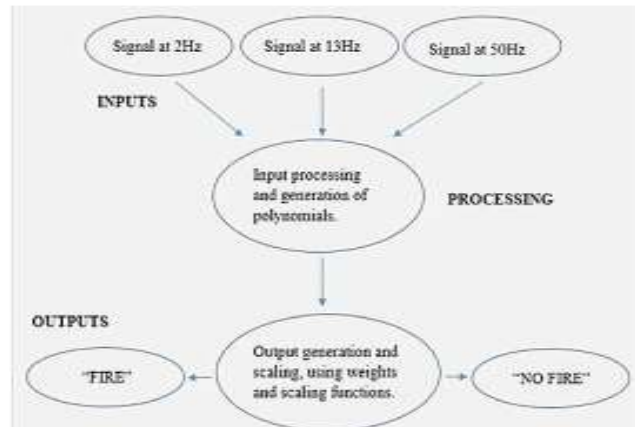 Signal at 2Hz
Signal at 13Hz
Signal at 50Hz
INPUTS
Input processing
and generation of
polynomials.
PROCESSING
OUTPUTS
"FIRE"
Output generation and
scaling, using weights
and scaling functions.
"NO FIRE"